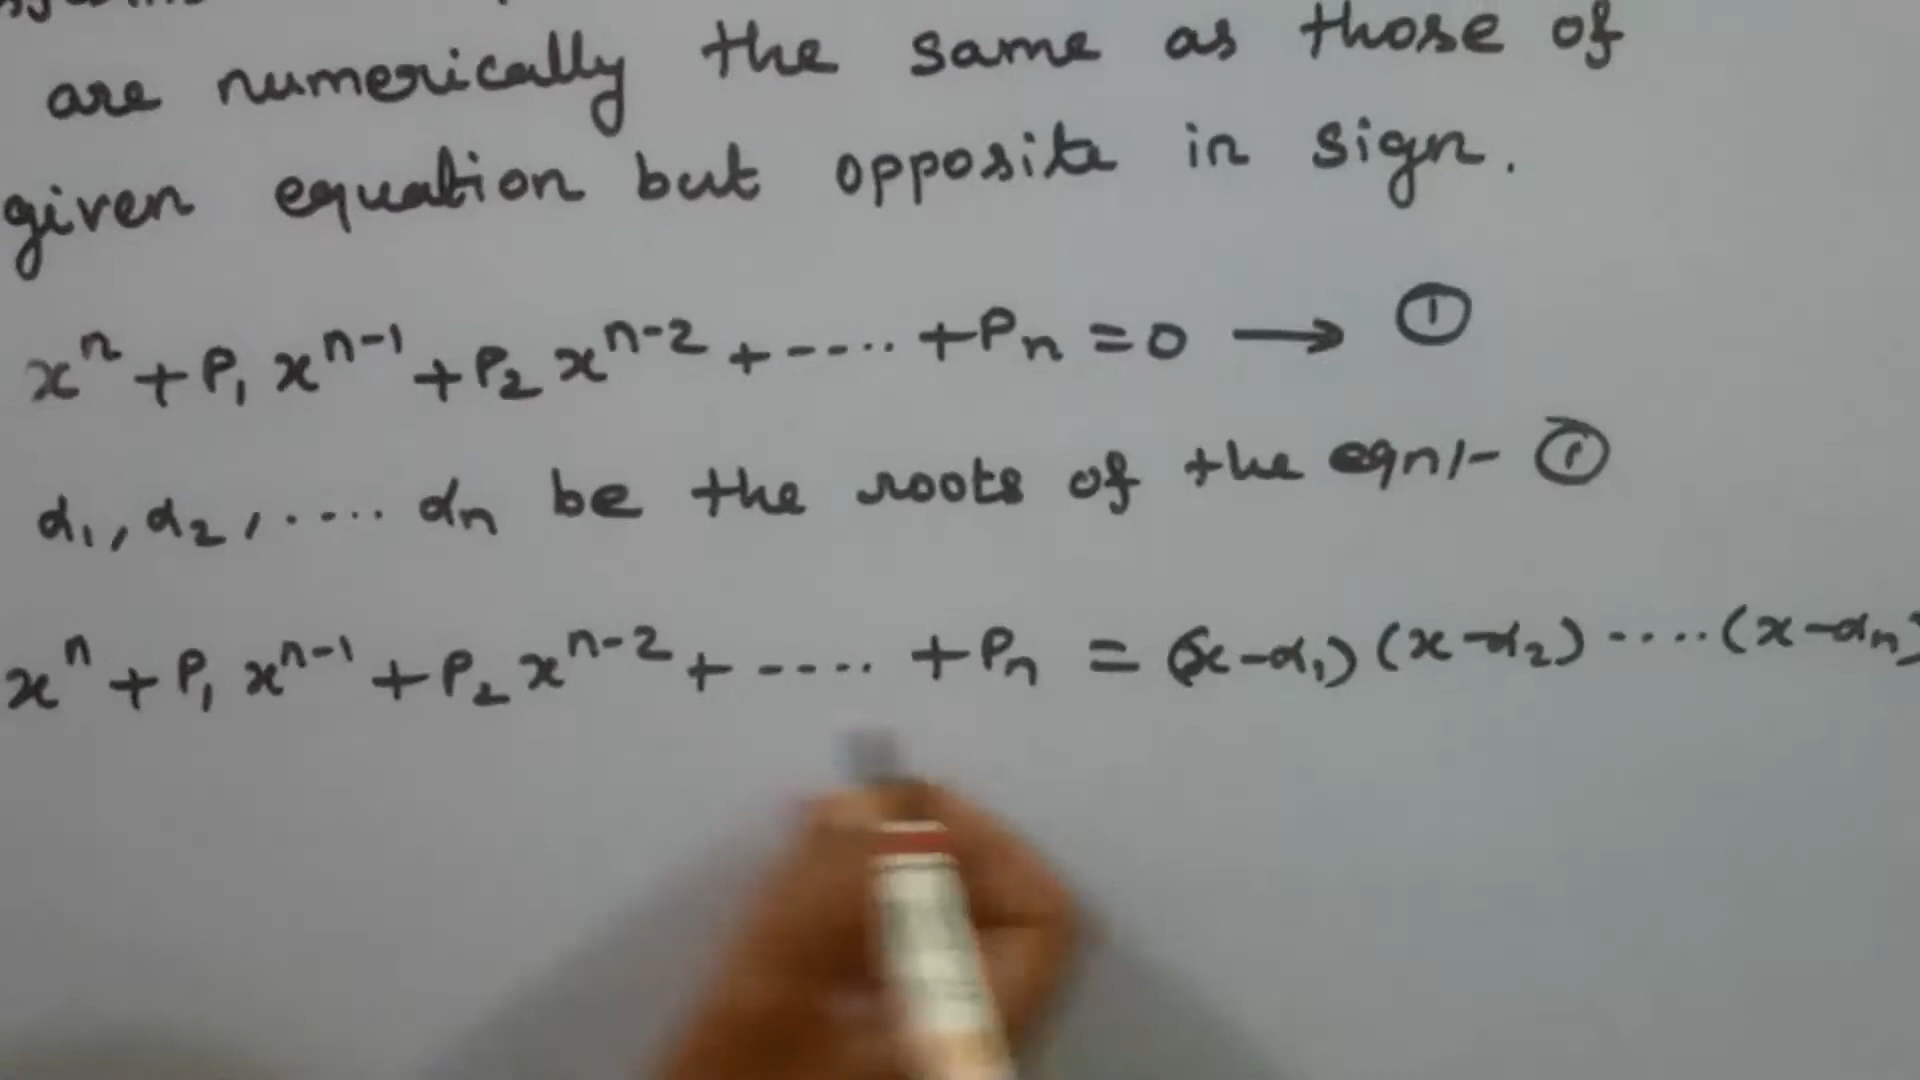 are numerically the same as those of
given equation but opposite in sign.
xⁿ + P₁ xⁿ⁻¹ + P₂ xⁿ⁻² + ----.. + Pₙ = 0 → ①
α₁, α₂, ..... αₙ be the roots of the eqn/- ①
xⁿ + P₁ xⁿ⁻¹ + P₂ xⁿ⁻² + ----.. + Pₙ = (x-α₁) (x-α₂) ..... (x-αₙ)